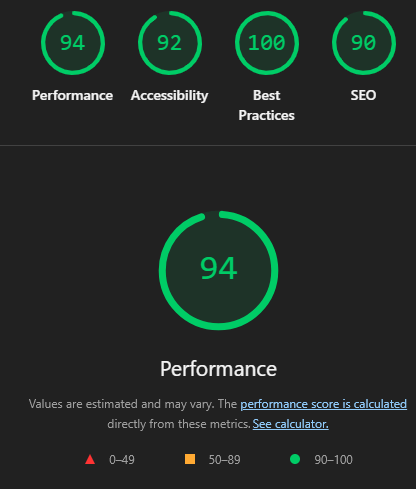 94 92 100 90
Performance Accessibility Best Practices SEO
94
Performance
Values are estimated and may vary. The performance score is calculated
directly from these metrics. See calculator.
0–49 50–89 90–100